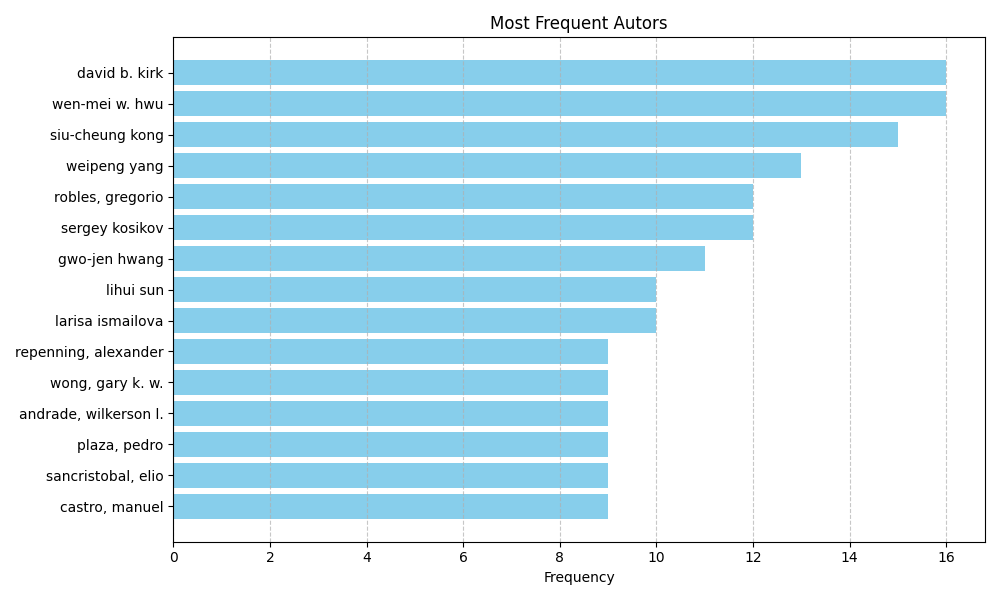 Most Frequent Autors
david b. kirk
wen-mei w. hwu
siu-cheung kong
weipeng yang
robles, gregorio
sergey kosikov
gwo-jen hwang
lihui sun
larisa ismailova
repenning, alexander
wong, gary k. w.
andrade, wilkerson l.
plaza, pedro
sancristobal, elio
castro, manuel
0 2 4 6 8 10 12 14 16
Frequency